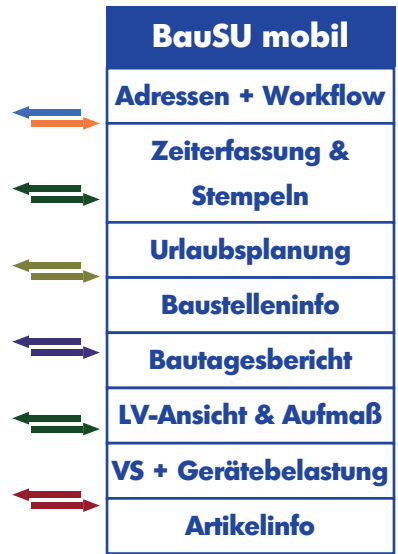 BauSU mobil
Adressen + Workflow
Zeiterfassung &
Stempeln
Urlaubsplanung
Baustelleninfo
Bautagesbericht
LV-Ansicht & Aufmaß
VS + Gerätebelastung
Artikelinfo